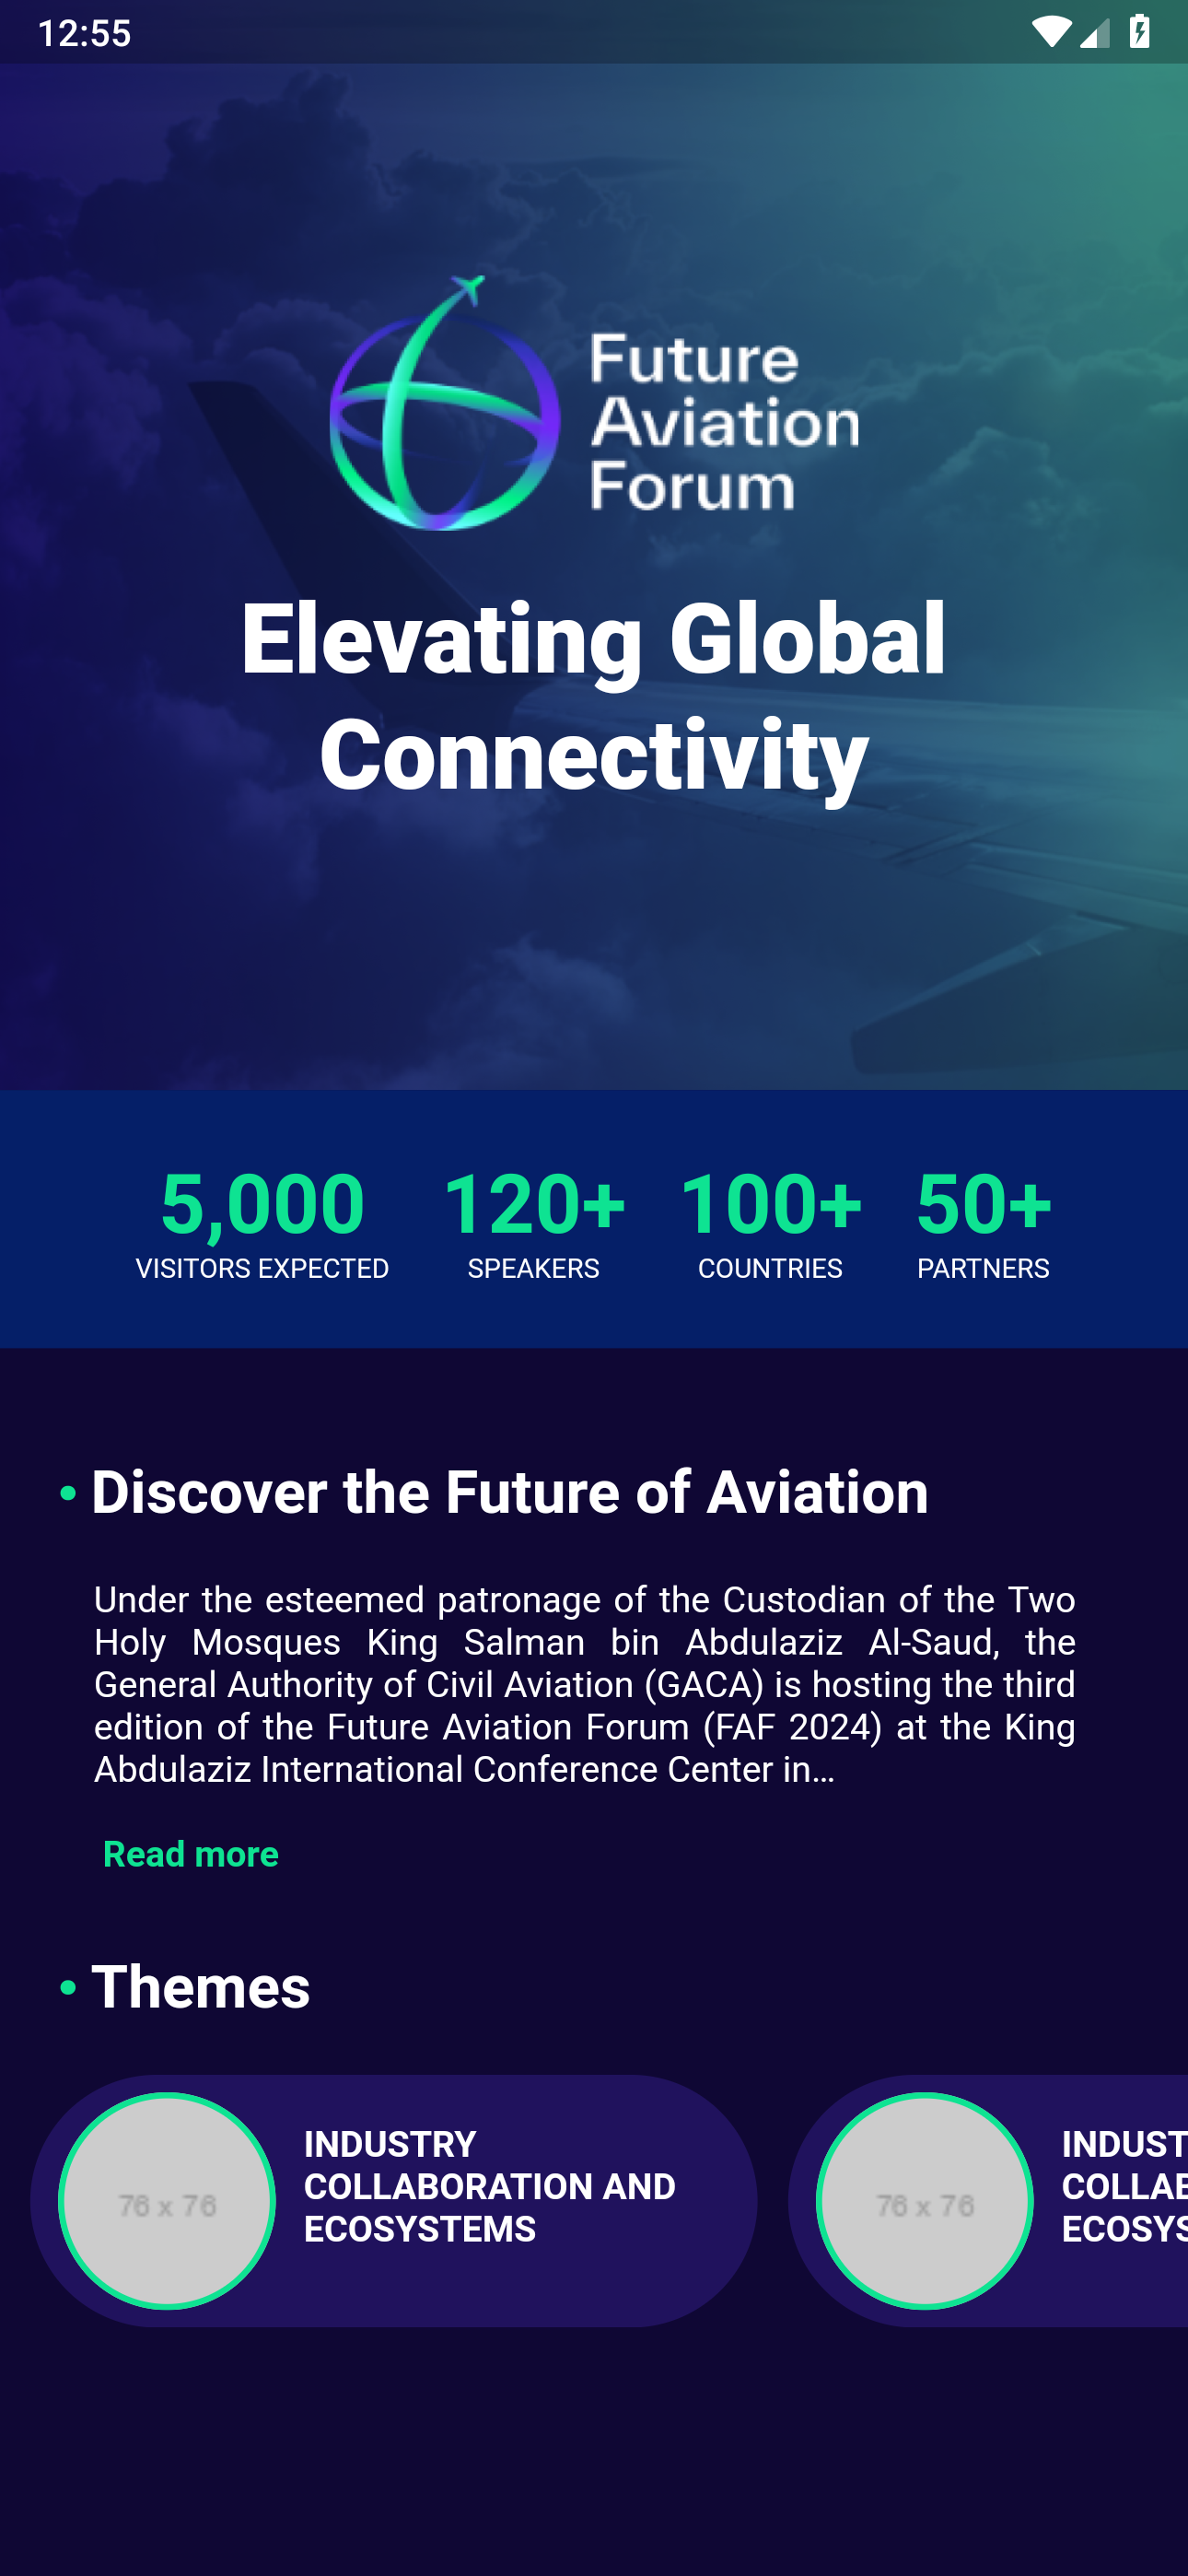 12:55
Future
Aviation
Forum
Elevating Global
Connectivity
5,000 120+ 100+ 50+
VISITORS EXPECTED SPEAKERS COUNTRIES PARTNERS
• Discover the Future of Aviation
Under the esteemed patronage of the Custodian of the Two
Holy Mosques King Salman bin Abdulaziz Al-Saud, the
General Authority of Civil Aviation (GACA) is hosting the third
edition of the Future Aviation Forum (FAF 2024) at the King
Abdulaziz International Conference Center in...
Read more
• Themes
76 x 76
INDUSTRY
COLLABORATION AND
ECOSYSTEMS
76 x 76
INDUST
COLLAB
ECOSYS